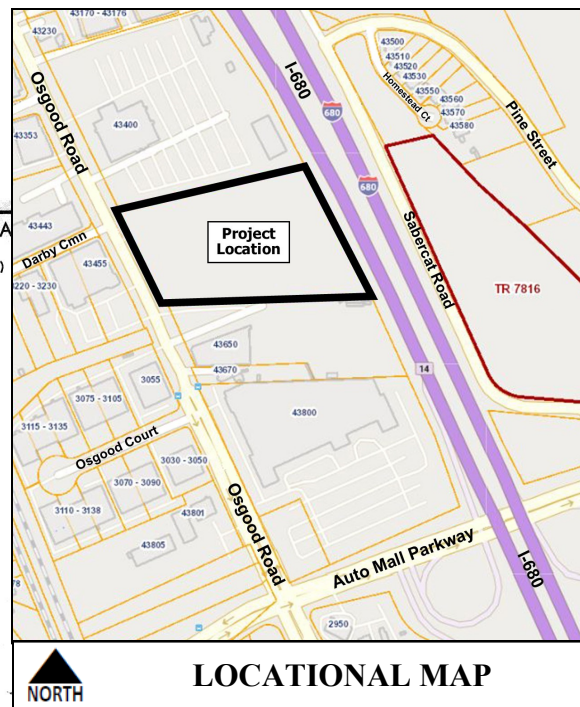 43170 - 43176
43230
I-680
43500
43510
43520
43530
43550
43560
43570
43580
Homestead Ct
Pine Street
Osgood Road
680
43400
43353
680
A
43443
Darby Cmn
)
Project
Location
Sabercat Road
43455
3220 - 3230
TR 7816
43650
43670
14
3055
3075 - 3105
43800
3115 - 3135
Osgood Court
3030 - 3050
3070 - 3090
3110 - 3138
43801
Osgood Road
43805
Auto Mall Parkway
I-680
78
2950
NORTH
LOCATIONAL MAP